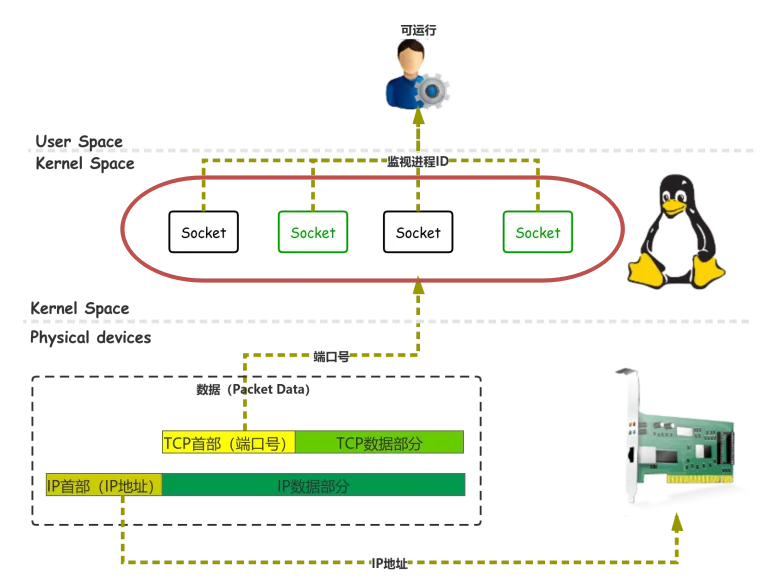 可运行
User Space
Kernel Space
监视进程ID
Socket
Socket
Socket
Socket
Kernel Space
Physical devices
端口号
数据（Packet Data）
TCP首部（端口号）
TCP数据部分
IP首部（IP地址）
IP数据部分
IP地址